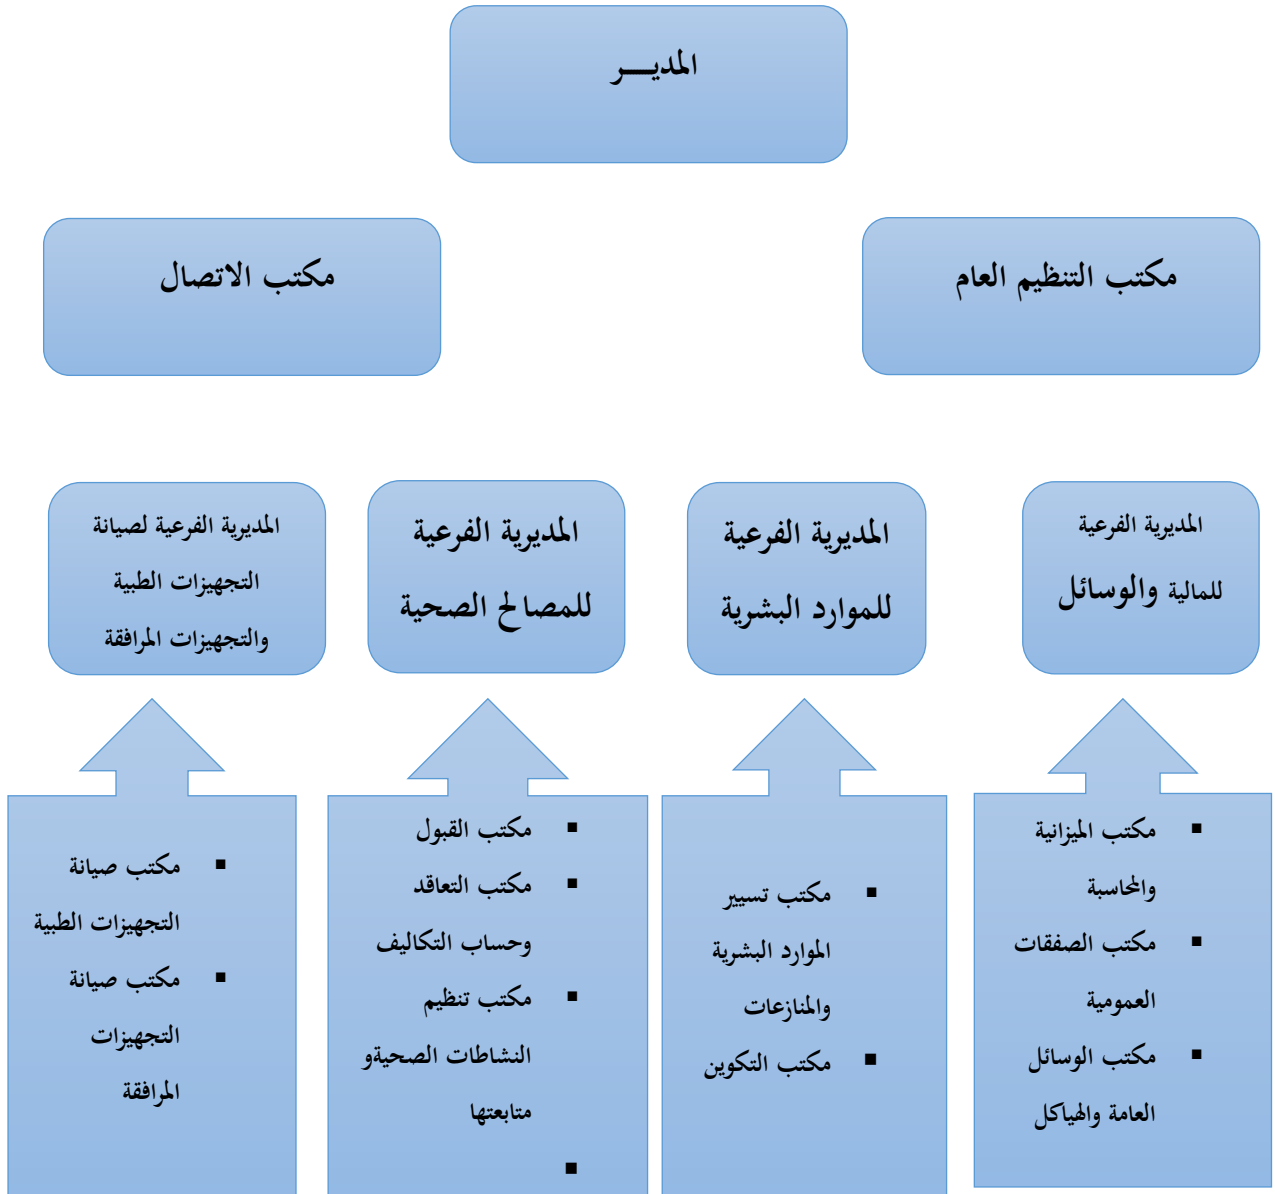 المديـــر
مكتب التنظيم العام
مكتب الاتصال
المديرية الفرعية
للمالية والوسائل
المديرية الفرعية
للموارد البشرية
المديرية الفرعية
للمصالح الصحية
المديرية الفرعية لصيانة
التجهيزات الطبية
والتجهيزات المرافقة
▪ مكتب الميزانية
والمحاسبة
▪ مكتب الصفقات
العمومية
▪ مكتب الوسائل
العامة والهياكل
▪ مكتب تسيير
الموارد البشرية
والمنازعات
▪ مكتب التكوين
▪ مكتب القبول
▪ مكتب التعاقد
وحساب التكاليف
▪ مكتب تنظيم
النشاطات الصحيةو
متابعتها
▪
▪ مكتب صيانة
التجهيزات الطبية
▪ مكتب صيانة
التجهيزات
المرافقة